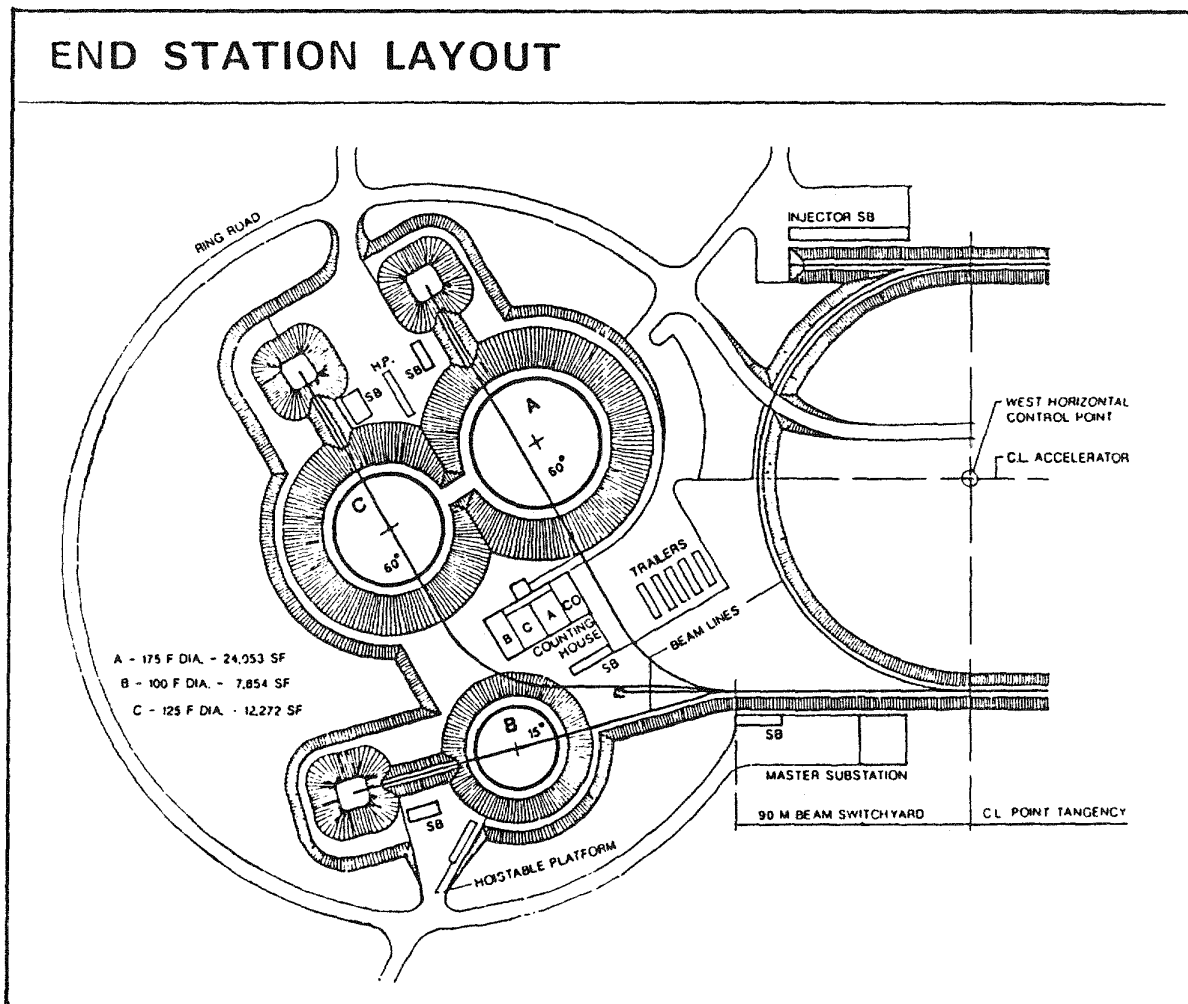 END STATION LAYOUT
RING ROAD
INJECTOR SB
H.P.
SB
SB
A
60°
WEST HORIZONTAL
CONTROL POINT
C.L. ACCELERATOR
C
60°
TRAILERS
B C A CO
COUNTING
HOUSE
SB
BEAM LINES
A - 175 F DIA. - 24,053 SF
B - 100 F DIA. - 7,854 SF
C - 125 F DIA. - 12,272 SF
B
15°
SB
MASTER SUBSTATION
SB
90 M BEAM SWITCHYARD
C L POINT TANGENCY
HOISTABLE PLATFORM